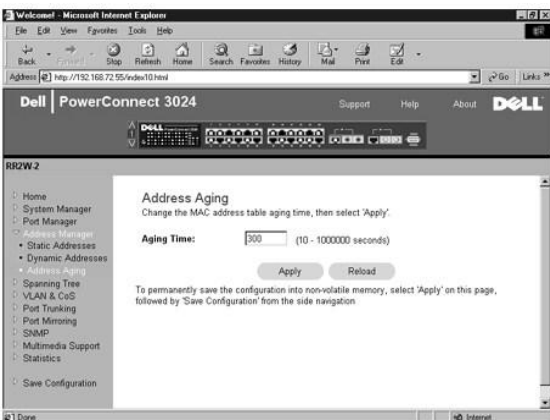 Welcome! - Microsoft Internet Explorer
File Edit View Favorites Tools Help
Back Forward Stop Refresh Home Search Favorites History Mail Print Edit
Address http://192.168.72.55/index10.html Go Links »
Dell | PowerConnect 3024 Support Help About DELL
DELL
RR2W-2
Home
System Manager
Port Manager
Address Manager
• Static Addresses
• Dynamic Addresses
• Address Aging
Spanning Tree
VLAN & CoS
Port Trunking
Port Mirroring
SNMP
Multimedia Support
Statistics
Save Configuration
Address Aging
Change the MAC address table aging time, then select 'Apply'.
Aging Time: 300 (10 - 1000000 seconds)
Apply Reload
To permanently save the configuration into non-volatile memory, select 'Apply' on this page,
followed by 'Save Configuration' from the side navigation
Done Internet